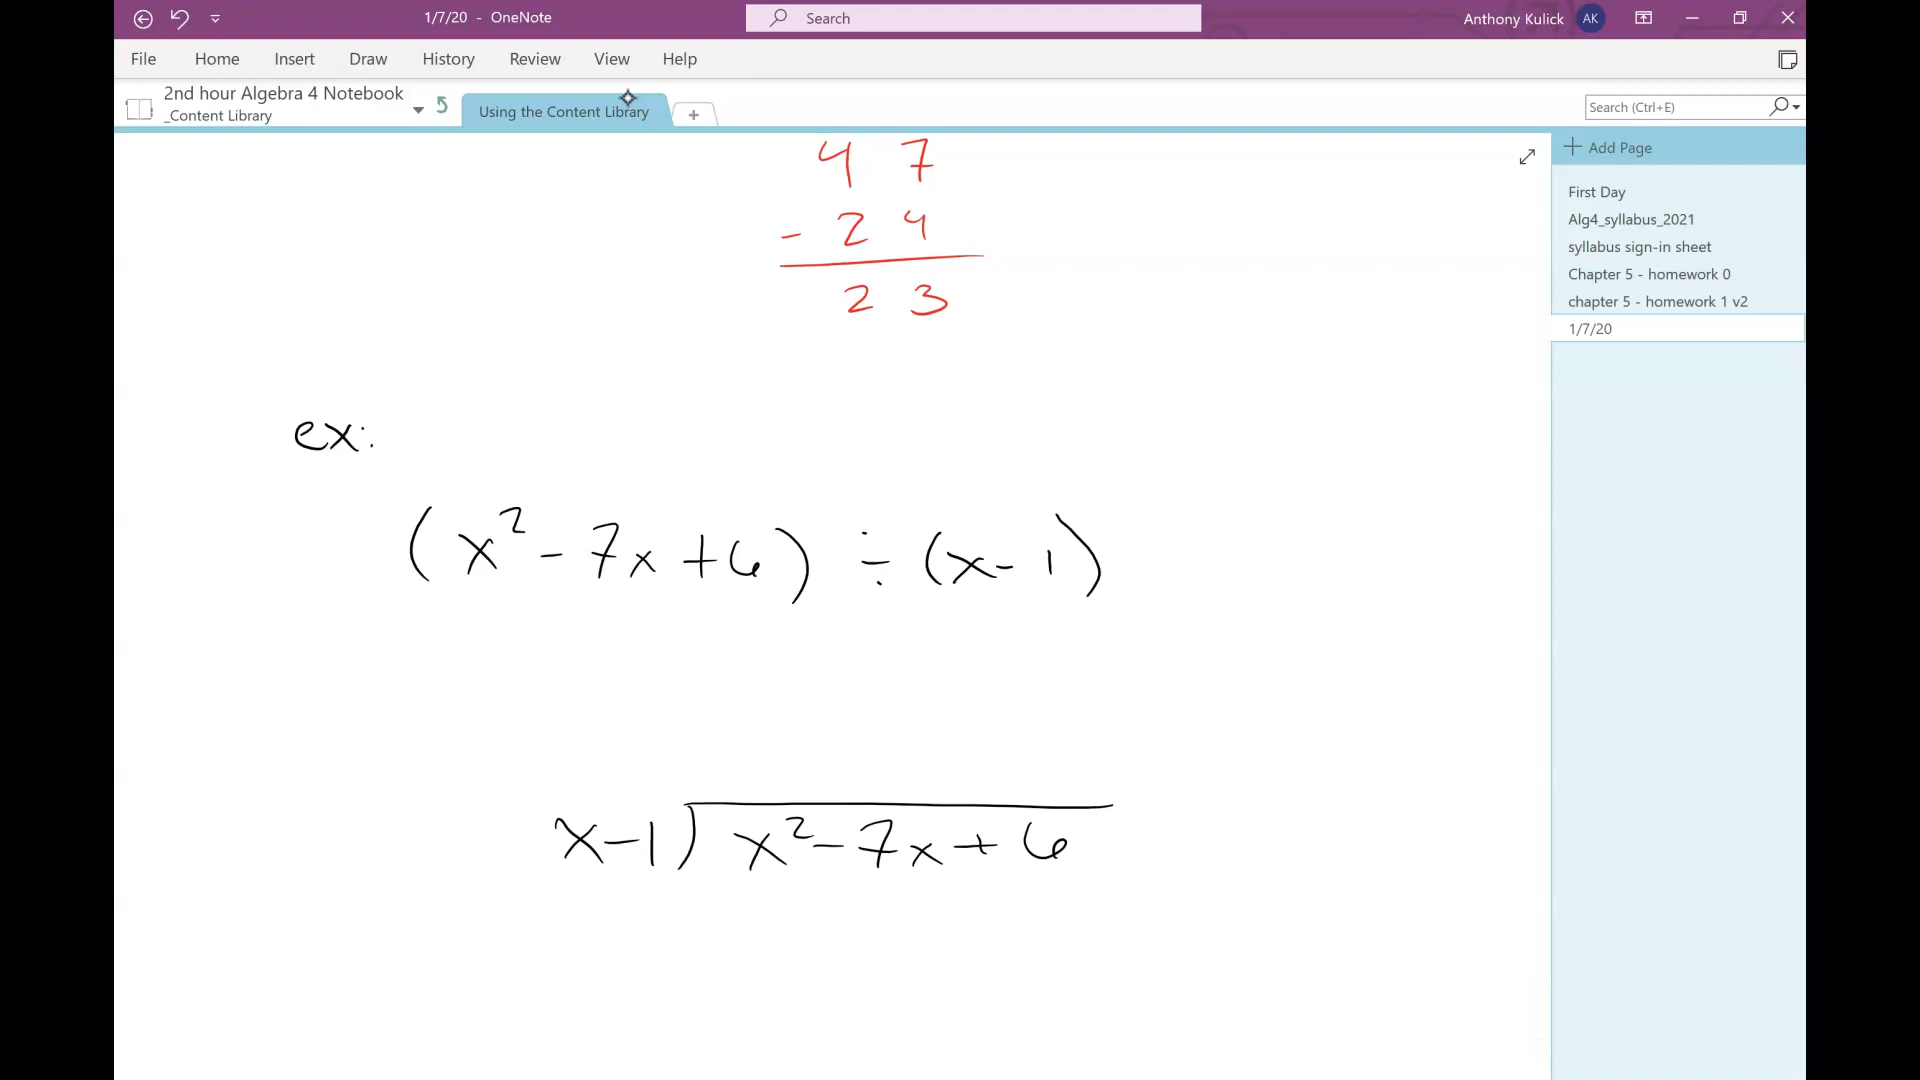 1/7/20 - OneNote
Search
Anthony Kulick AK
File Home Insert Draw History Review View Help
2nd hour Algebra 4 Notebook
_Content Library
Using the Content Library
+
Search (Ctrl+E)
Add Page
First Day
Alg4_syllabus_2021
syllabus sign-in sheet
Chapter 5 - homework 0
chapter 5 - homework 1 v2
1/7/20
4 7
- 2 4
2 3
ex:
(x² - 7x + 6) ÷ (x - 1)
x - 1) x² - 7x + 6